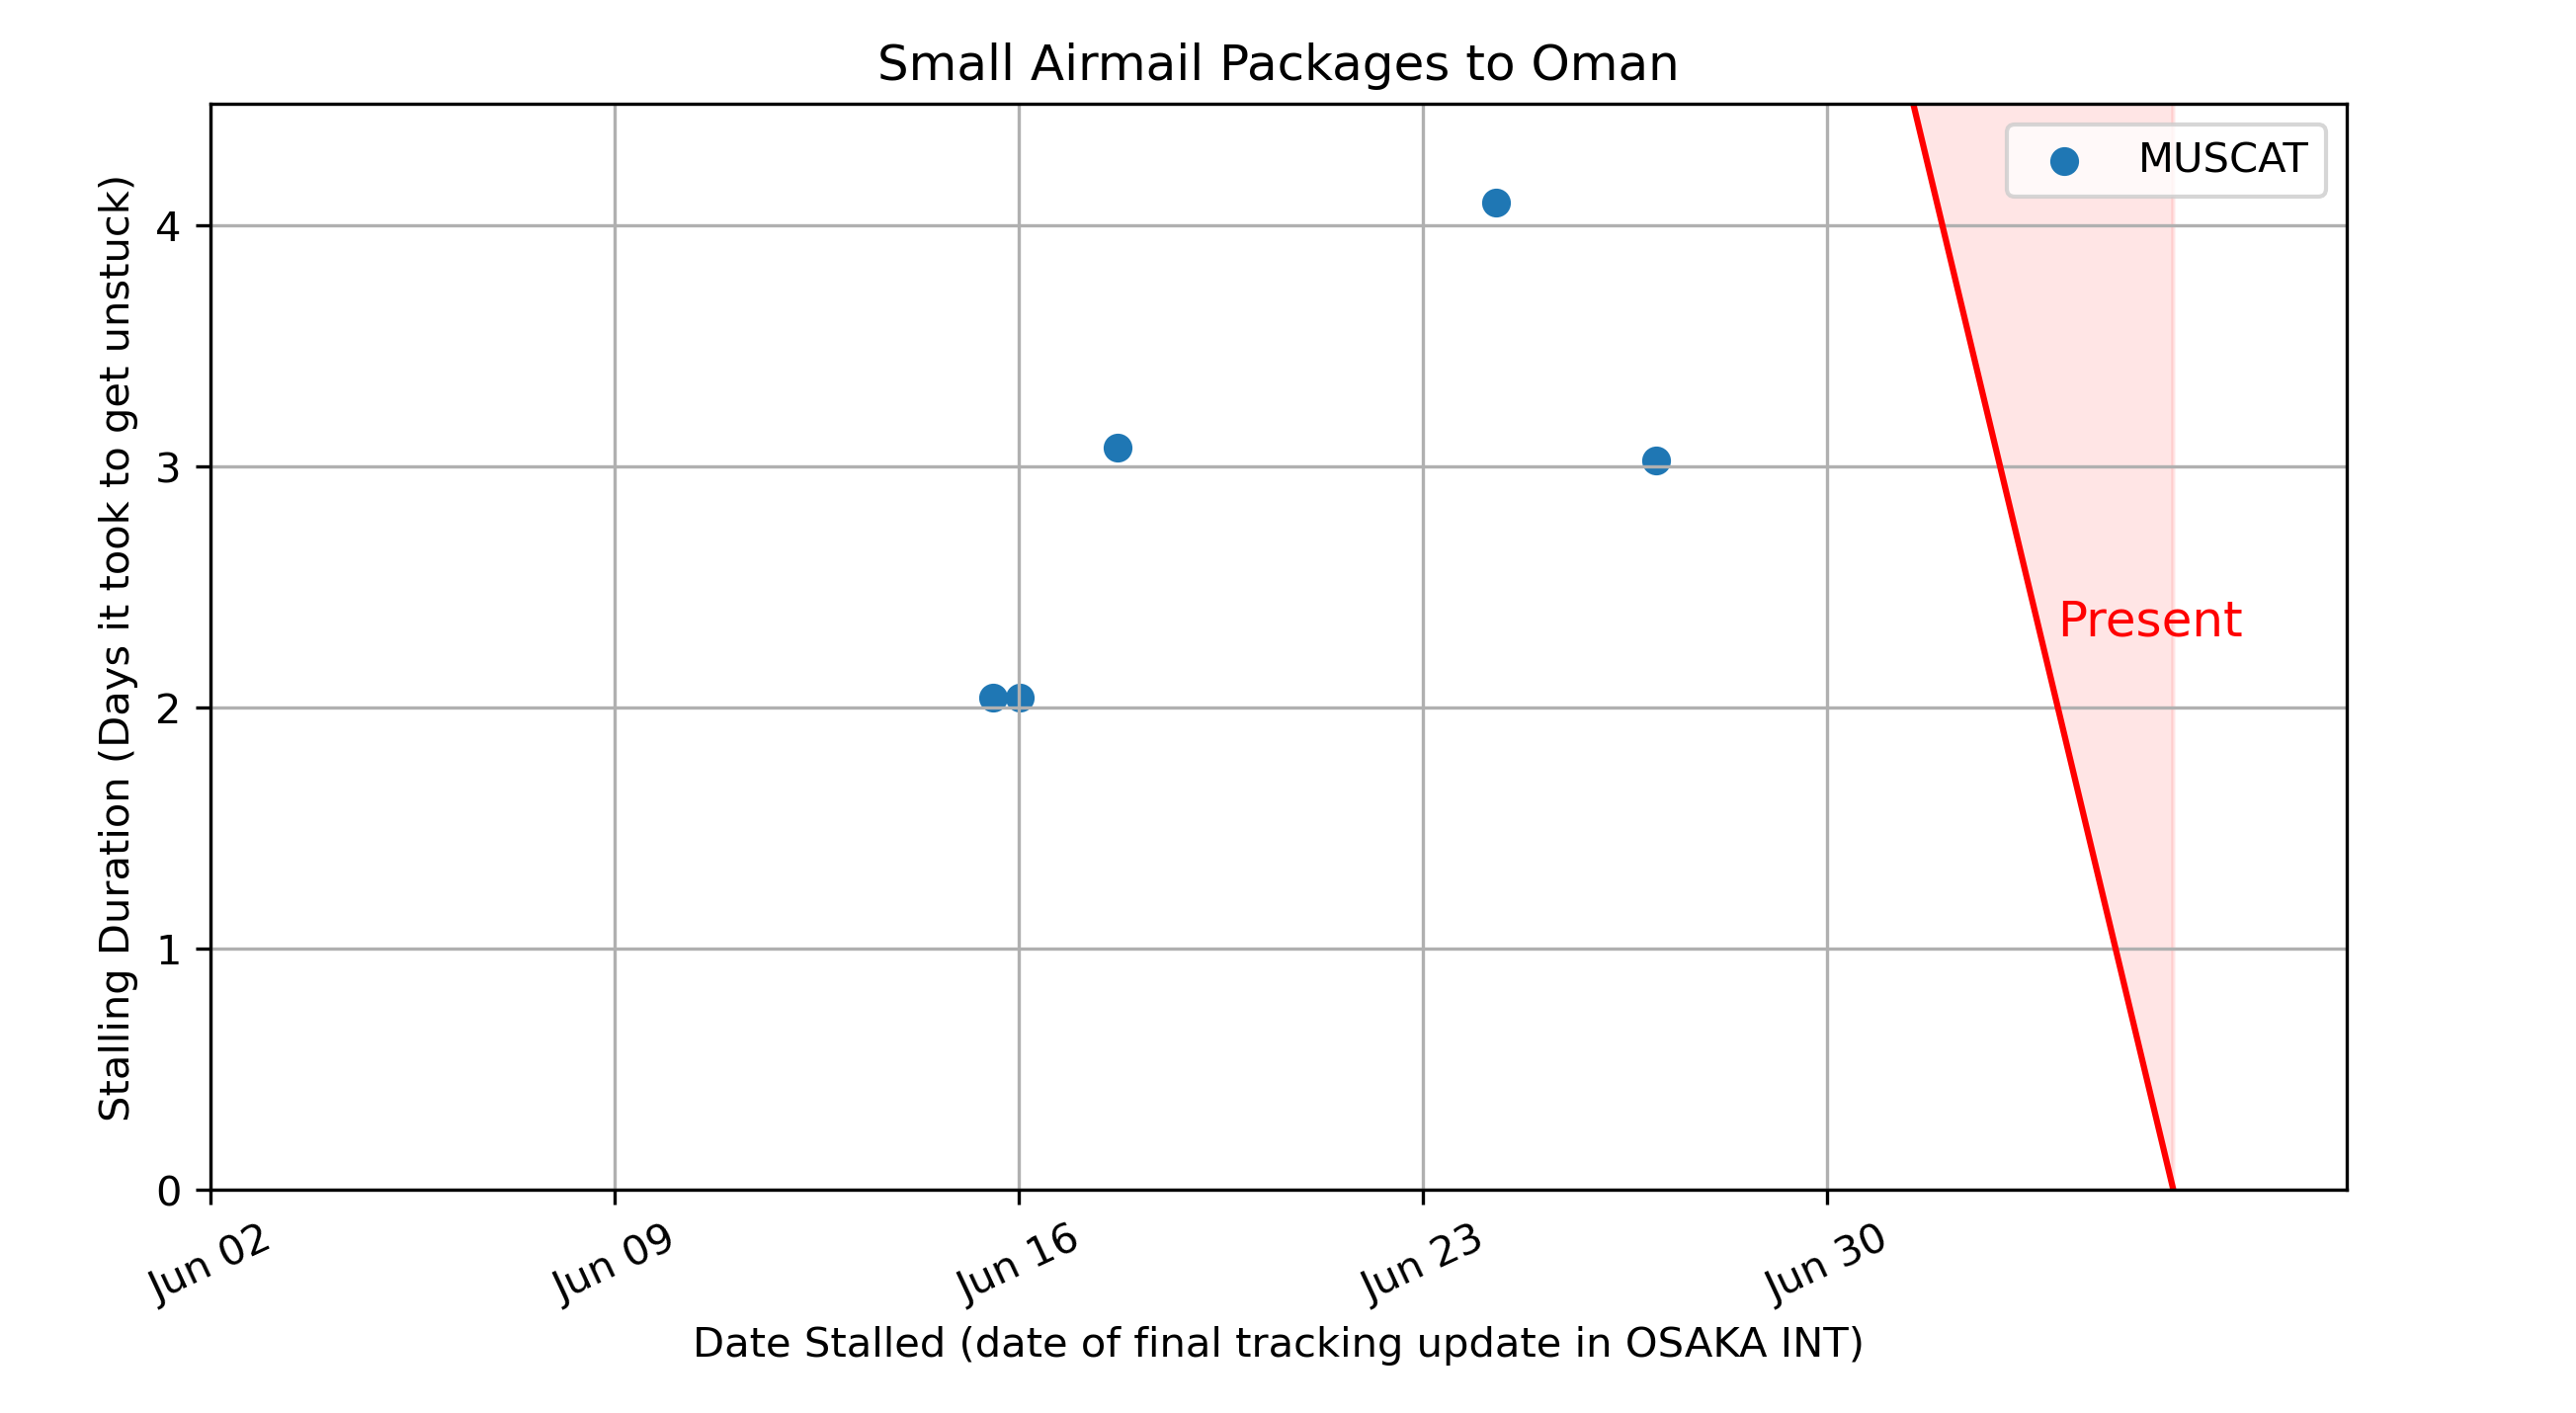 Small Airmail Packages to Oman
MUSCAT
Present
Stalling Duration (Days it took to get unstuck)
4
3
2
1
0
Jun 02
Jun 09
Jun 16
Jun 23
Jun 30
Date Stalled (date of final tracking update in OSAKA INT)